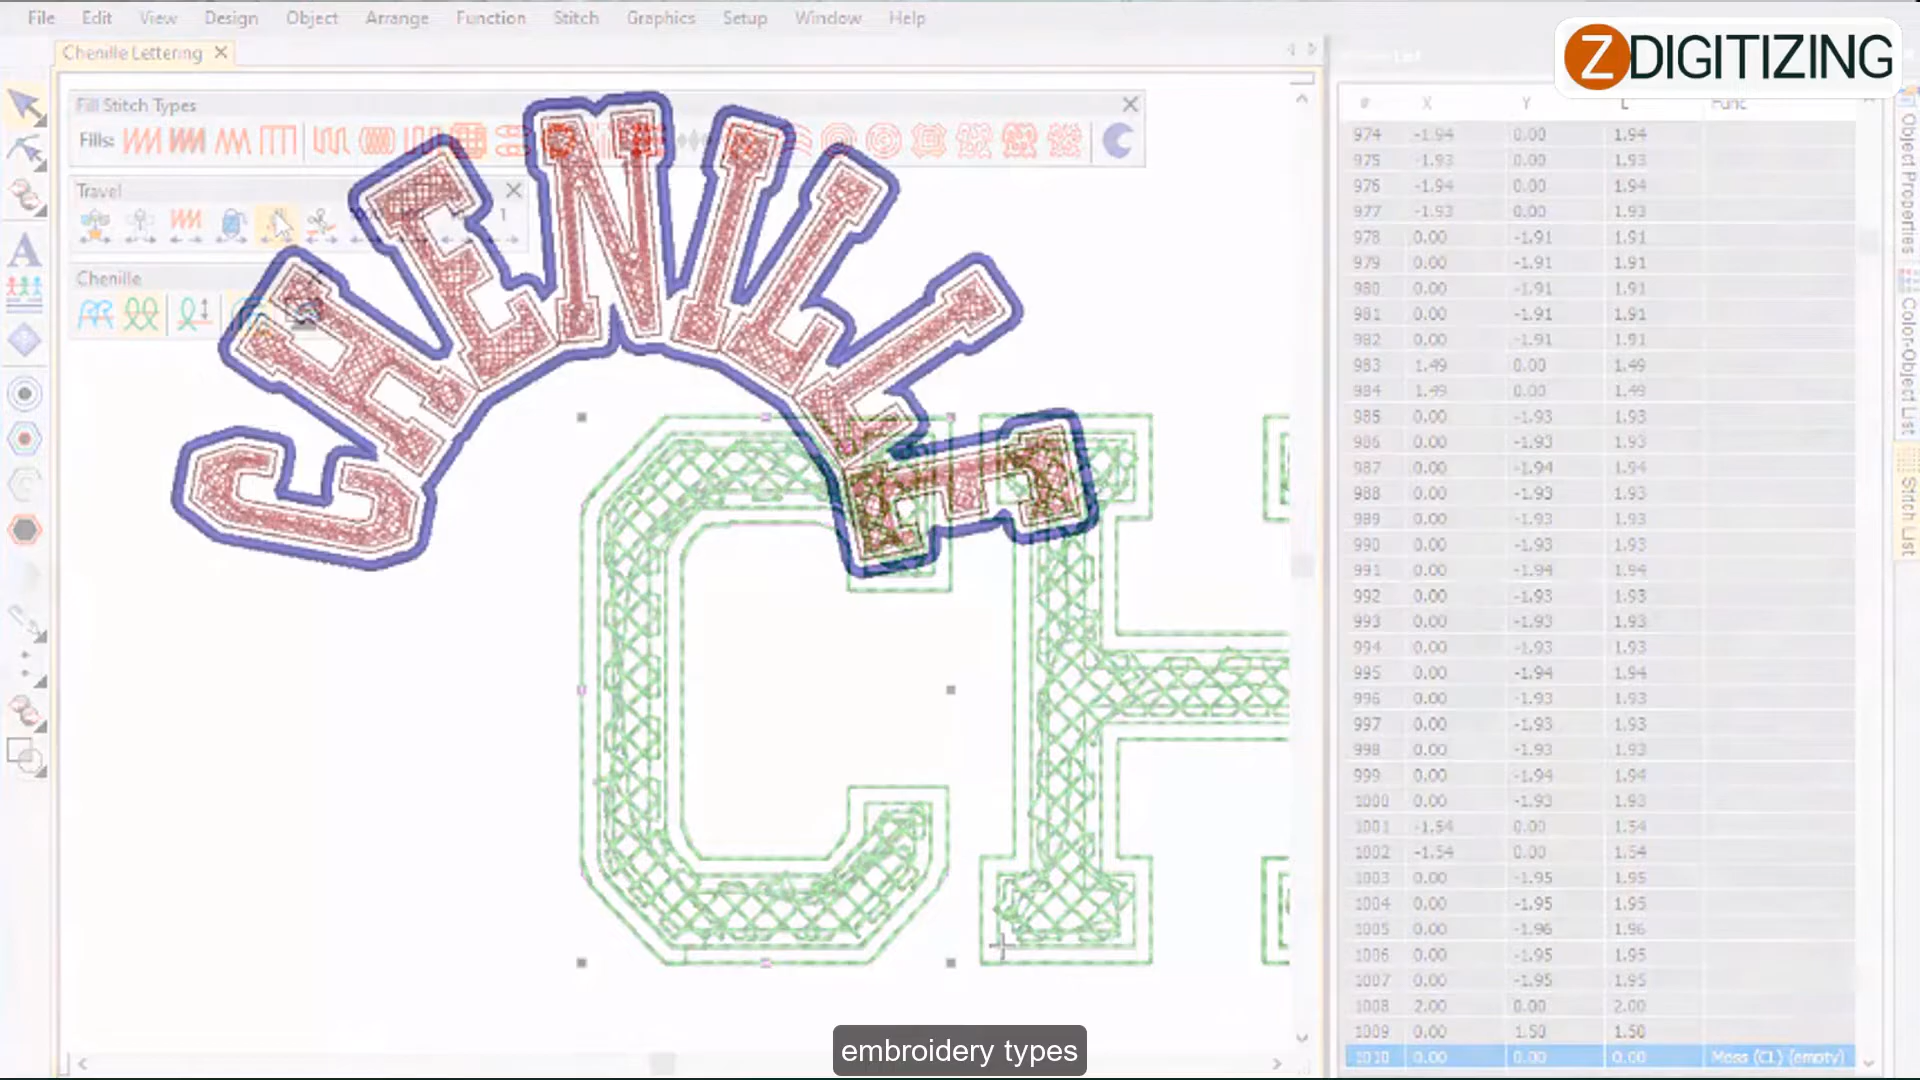 File Edit View Design Object Arrange Function Stitch Graphics Setup Window Help
ZDIGITIZING
Chenille Lettering
Fill Stitch Types
Fills:
Travel
1
Chenille
CHENILLE
C
# X Y L Func
974 -1.94 0.00 1.94
975 -1.93 0.00 1.93
976 -1.94 0.00 1.94
977 -1.93 0.00 1.93
978 0.00 -1.91 1.91
979 0.00 -1.91 1.91
980 0.00 -1.91 1.91
981 0.00 -1.91 1.91
982 0.00 -1.91 1.91
983 1.49 0.00 1.49
984 1.49 0.00 1.49
985 0.00 -1.93 1.93
986 0.00 -1.93 1.93
987 0.00 -1.94 1.94
988 0.00 -1.93 1.93
989 0.00 -1.93 1.93
990 0.00 -1.93 1.93
991 0.00 -1.94 1.94
992 0.00 -1.93 1.93
993 0.00 -1.93 1.93
994 0.00 -1.93 1.93
995 0.00 -1.94 1.94
996 0.00 -1.93 1.93
997 0.00 -1.93 1.93
998 0.00 -1.93 1.93
999 0.00 -1.94 1.94
1000 0.00 -1.93 1.93
1001 -1.54 0.00 1.54
1002 -1.54 0.00 1.54
1003 0.00 -1.95 1.95
1004 0.00 -1.95 1.95
1005 0.00 -1.96 1.96
1006 0.00 -1.95 1.95
1007 0.00 -1.95 1.95
1008 2.00 0.00 2.00
1009 0.00 1.50 1.50
1010 0.00 0.00 0.00 Moss (CL) (empty)
Object Properties
Color-Object List
Stitch List
embroidery types